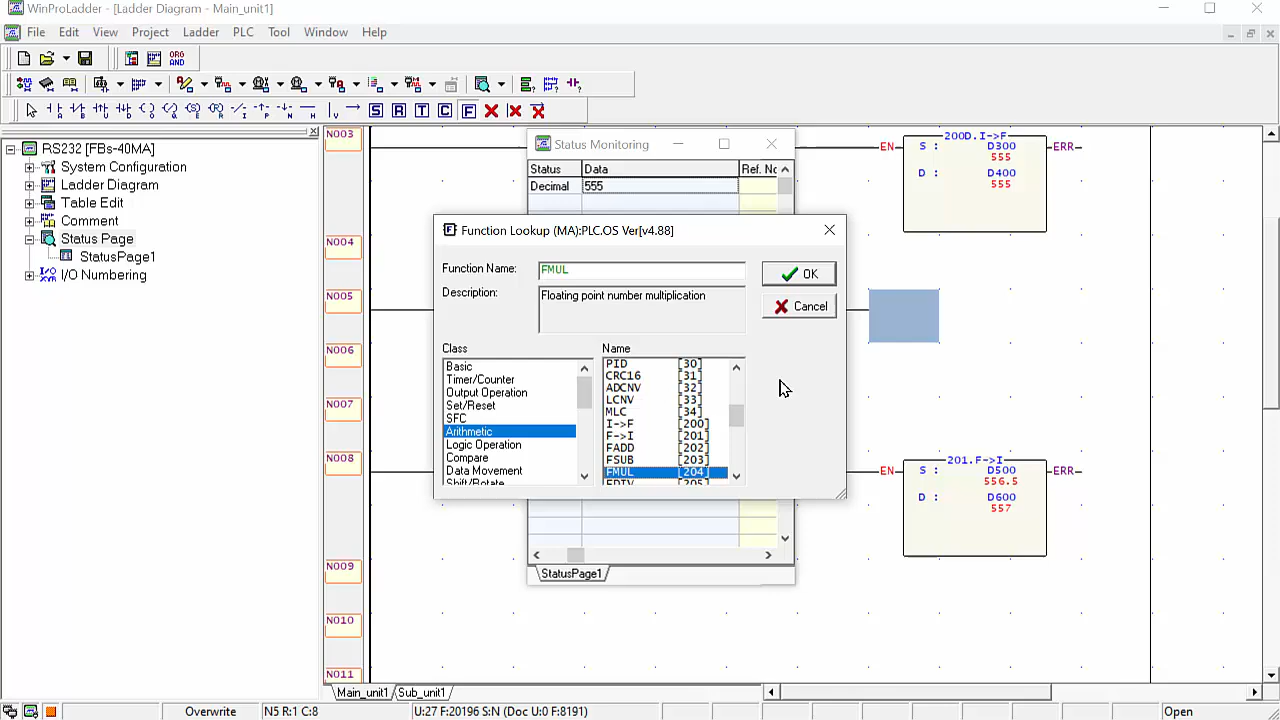 WinProLadder - [Ladder Diagram - Main_unit1]
File Edit View Project Ladder PLC Tool Window Help
ORG
AND
S R T C F
RS232 [FBs-40MA]
System Configuration
Ladder Diagram
Table Edit
Comment
Status Page
StatusPage1
I/O Numbering
N003
N004
N005
N006
N007
N008
N009
N010
N011
Status Monitoring
Status Data Ref. No
Decimal 555
StatusPage1
Function Lookup (MA):PLC.OS Ver[v4.88]
Function Name: FMUL OK
Description: Floating point number multiplication Cancel
Class
Basic
Timer/Counter
Output Operation
Set/Reset
SFC
Arithmetic
Logic Operation
Compare
Data Movement
Shift/Rotate
Name
PID [30]
CRC16 [31]
ADCNV [32]
LCNV [33]
MLC [34]
I->F [200]
F->I [201]
FADD [202]
FSUB [203]
FMUL [204]
FDIV [205]
200D.I->F
EN S : D300 ERR
555
D : D400
555
201.F->I
EN S : D500 ERR
556.5
D : D600
557
Main_unit1 Sub_unit1
Overwrite N5 R:1 C:8 U:27 F:20196 S:N (Doc U:0 F:8191) Open